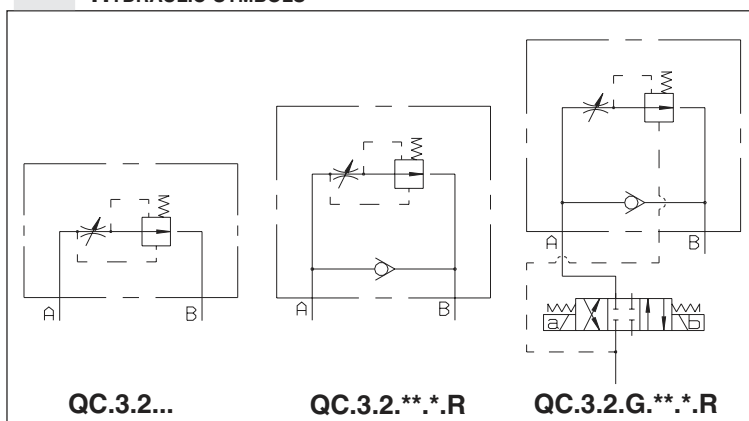 HYDRAULIC SYMBOLS
A B
A B
A B
a b
QC.3.2...
QC.3.2.**.*.R
QC.3.2.G.**.*.R